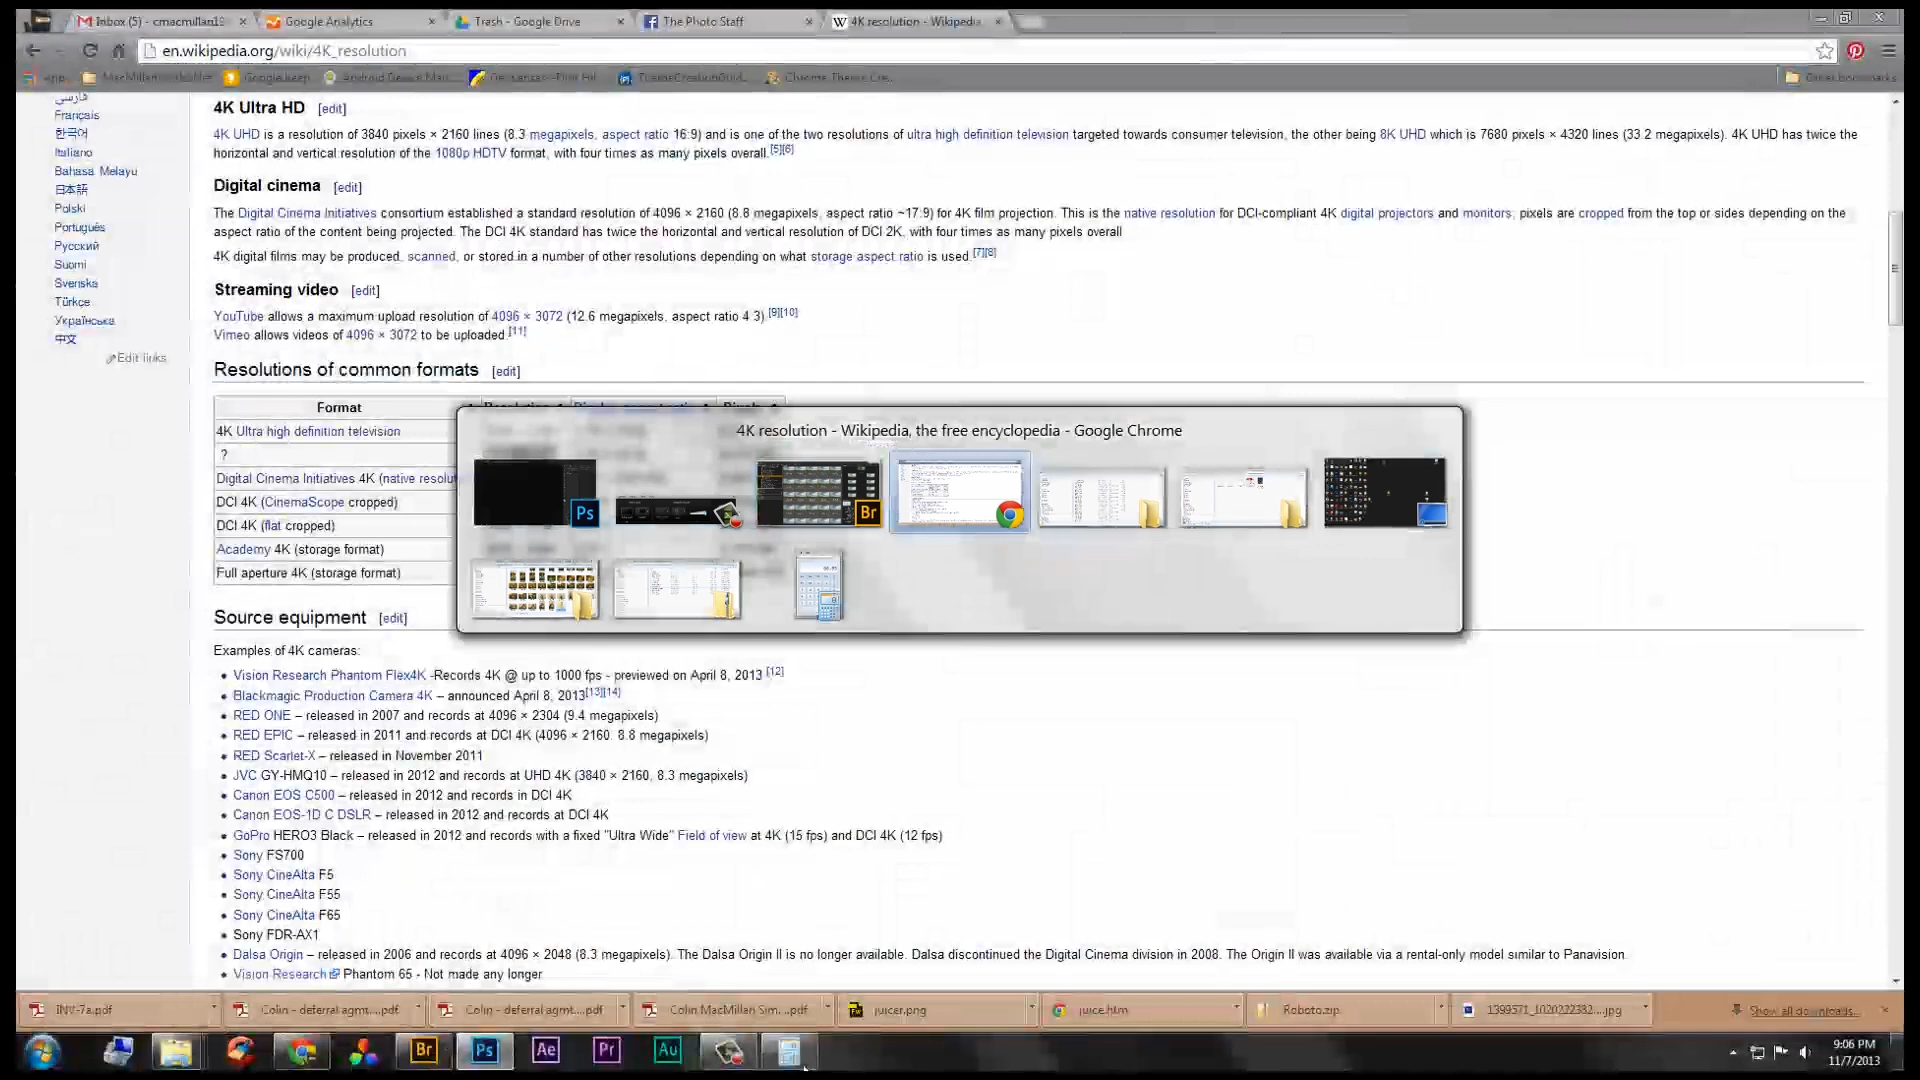 Inbox (5) - cmacmillan19
Google Analytics
Trash - Google Drive
The Photo Staff
4K resolution - Wikipedia
en.wikipedia.org/wiki/4K_resolution
Google keep
Other bookmarks
فارسی
Français
한국어
Italiano
Bahasa Melayu
日本語
Polski
Português
Русский
Suomi
Svenska
Türkçe
Українська
中文
Edit links
4K Ultra HD [edit]
4K UHD is a resolution of 3840 pixels × 2160 lines (8.3 megapixels, aspect ratio 16:9) and is one of the two resolutions of ultra high definition television targeted towards consumer television, the other being 8K UHD which is 7680 pixels × 4320 lines (33.2 megapixels). 4K UHD has twice the
horizontal and vertical resolution of the 1080p HDTV format, with four times as many pixels overall.[5][6]
Digital cinema [edit]
The Digital Cinema Initiatives consortium established a standard resolution of 4096 × 2160 (8.8 megapixels, aspect ratio ~17:9) for 4K film projection. This is the native resolution for DCI-compliant 4K digital projectors and monitors; pixels are cropped from the top or sides depending on the
aspect ratio of the content being projected. The DCI 4K standard has twice the horizontal and vertical resolution of DCI 2K, with four times as many pixels overall
4K digital films may be produced, scanned, or stored in a number of other resolutions depending on what storage aspect ratio is used.[7][8]
Streaming video [edit]
YouTube allows a maximum upload resolution of 4096 × 3072 (12.6 megapixels, aspect ratio 4:3).[9][10]
Vimeo allows videos of 4096 × 3072 to be uploaded.[11]
Resolutions of common formats [edit]
Format
4K Ultra high definition television
?
Digital Cinema Initiatives 4K (native resolu
DCI 4K (CinemaScope cropped)
DCI 4K (flat cropped)
Academy 4K (storage format)
Full aperture 4K (storage format)
4K resolution - Wikipedia, the free encyclopedia - Google Chrome
Ps
Br
Source equipment [edit]
Examples of 4K cameras:
Vision Research Phantom Flex4K -Records 4K @ up to 1000 fps - previewed on April 8, 2013 [12]
Blackmagic Production Camera 4K – announced April 8, 2013[13][14]
RED ONE – released in 2007 and records at 4096 × 2304 (9.4 megapixels)
RED EPIC – released in 2011 and records at DCI 4K (4096 × 2160, 8.8 megapixels)
RED Scarlet-X – released in November 2011
JVC GY-HMQ10 – released in 2012 and records at UHD 4K (3840 × 2160, 8.3 megapixels)
Canon EOS C500 – released in 2012 and records in DCI 4K
Canon EOS-1D C DSLR – released in 2012 and records at DCI 4K
GoPro HERO3 Black – released in 2012 and records with a fixed "Ultra Wide" Field of view at 4K (15 fps) and DCI 4K (12 fps)
Sony FS700
Sony CineAlta F5
Sony CineAlta F55
Sony CineAlta F65
Sony FDR-AX1
Dalsa Origin – released in 2006 and records at 4096 × 2048 (8.3 megapixels). The Dalsa Origin II is no longer available. Dalsa discontinued the Digital Cinema division in 2008. The Origin II was available via a rental-only model similar to Panavision.
Vision Research Phantom 65 - Not made any longer
INV-7a.pdf
Colin - deferral agmt....pdf
Colin - deferral agmt....pdf
Colin MacMillan Sim....pdf
juicer.png
juice.htm
Roboto.zip
1399571_1020222332....jpg
Show all downloads...
Br
Ps
Ae
Pr
Au
9:06 PM
11/7/2013